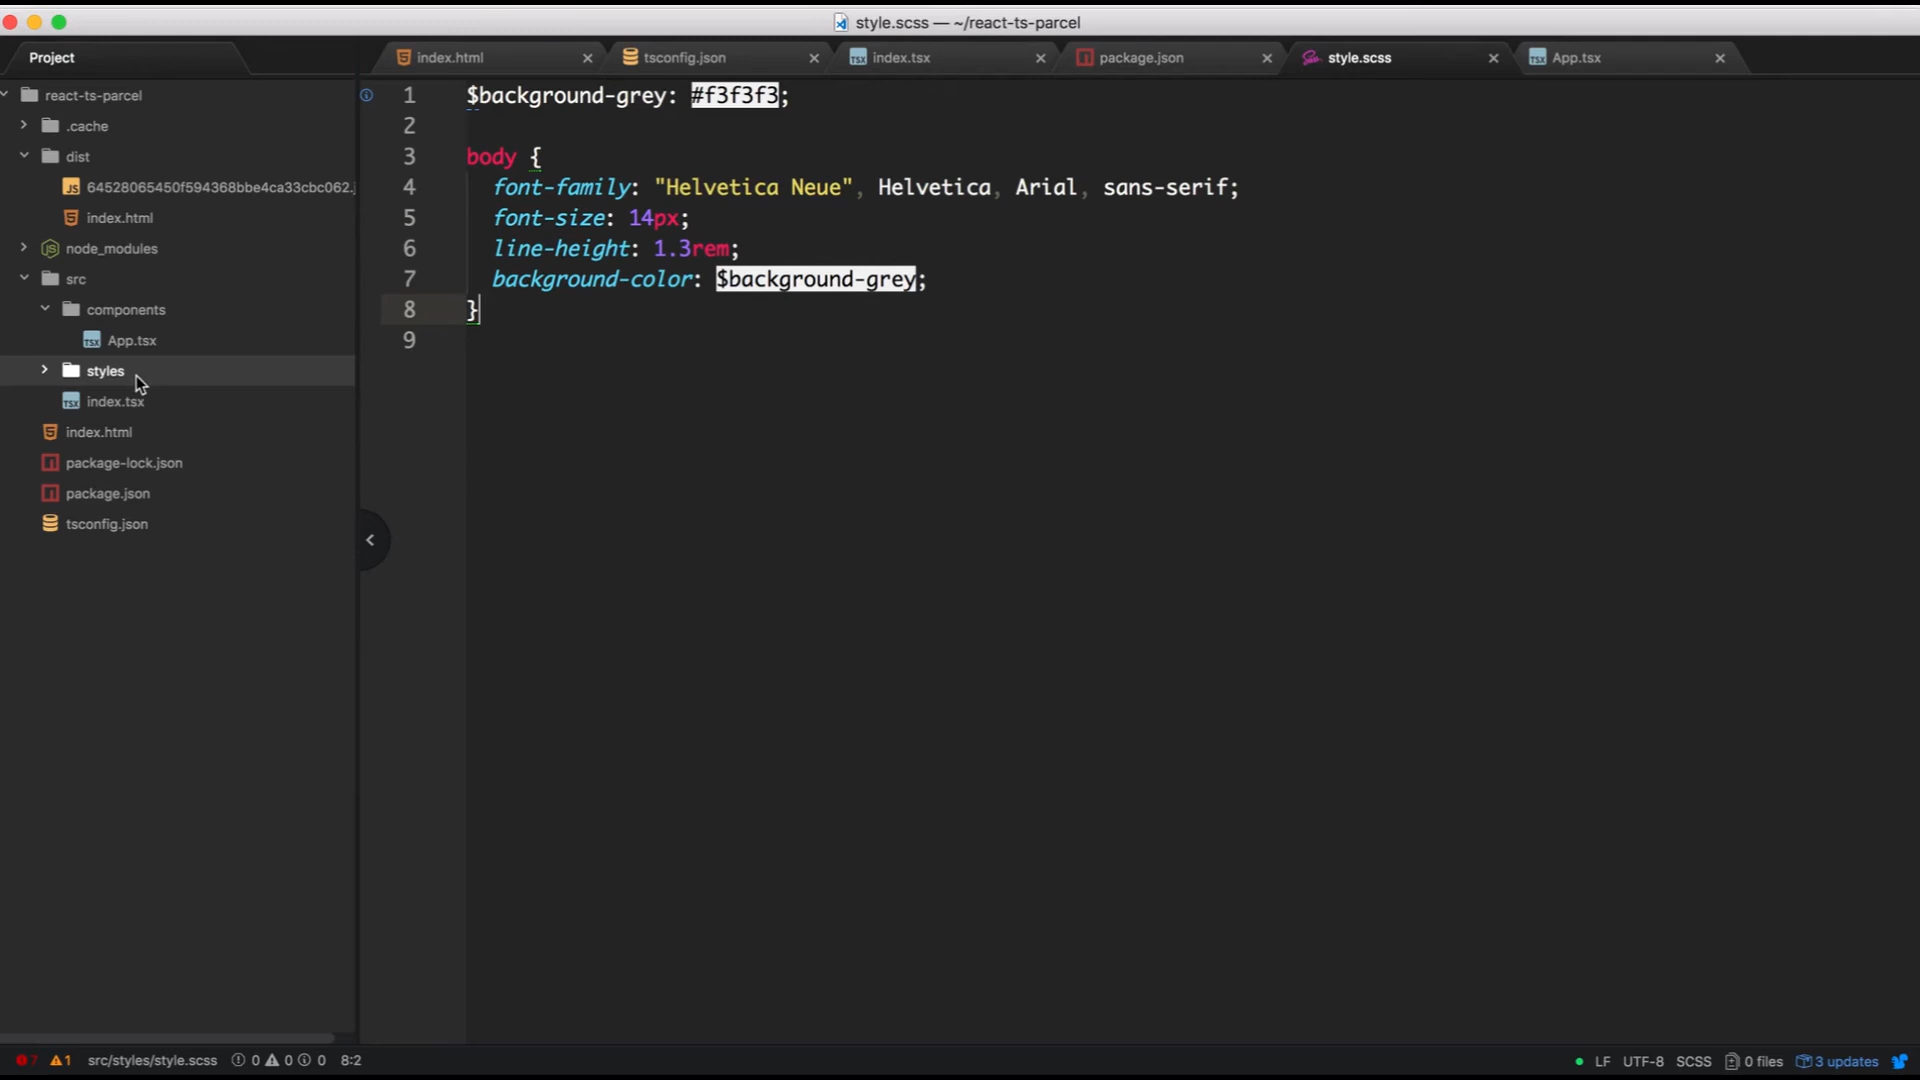 style.scss — ~/react-ts-parcel
Project
index.html
tsconfig.json
index.tsx
package.json
style.scss
App.tsx
react-ts-parcel
.cache
dist
64528065450f594368bbe4ca33cbc062.j
index.html
node_modules
src
components
App.tsx
styles
index.tsx
index.html
package-lock.json
package.json
tsconfig.json
1 $background-grey: #f3f3f3;
2
3 body {
4 font-family: "Helvetica Neue", Helvetica, Arial, sans-serif;
5 font-size: 14px;
6 line-height: 1.3rem;
7 background-color: $background-grey;
8 }
9
7 1 src/styles/style.scss 0 0 0 8:2
LF UTF-8 SCSS 0 files 3 updates